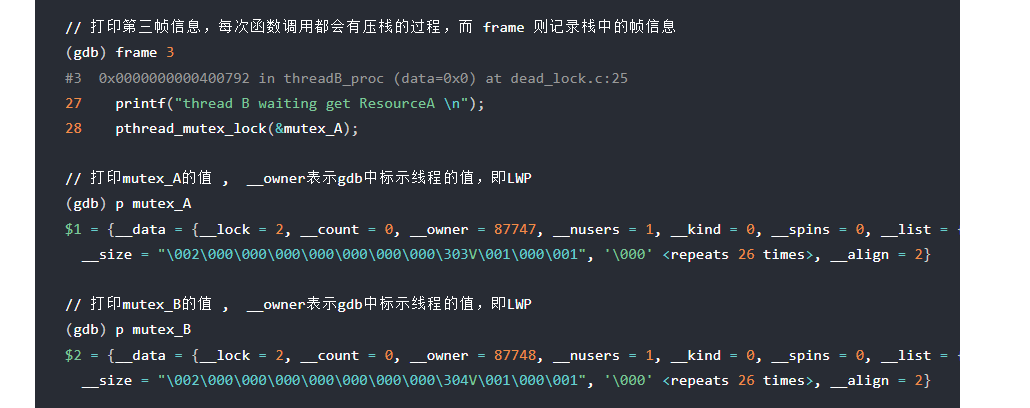 // 打印第三帧信息，每次函数调用都会有压栈的过程，而 frame 则记录栈中的帧信息
(gdb) frame 3
#3  0x0000000000400792 in threadB_proc (data=0x0) at dead_lock.c:25
27    printf("thread B waiting get ResourceA \n");
28    pthread_mutex_lock(&mutex_A);
// 打印mutex_A的值 ,  __owner表示gdb中标示线程的值，即LWP
(gdb) p mutex_A
$1 = {__data = {__lock = 2, __count = 0, __owner = 87747, __nusers = 1, __kind = 0, __spins = 0, __list =
  __size = "\002\000\000\000\000\000\000\000\303V\001\000\001", '\000' <repeats 26 times>, __align = 2}
// 打印mutex_B的值 ,  __owner表示gdb中标示线程的值，即LWP
(gdb) p mutex_B
$2 = {__data = {__lock = 2, __count = 0, __owner = 87748, __nusers = 1, __kind = 0, __spins = 0, __list =
  __size = "\002\000\000\000\000\000\000\000\304V\001\000\001", '\000' <repeats 26 times>, __align = 2}